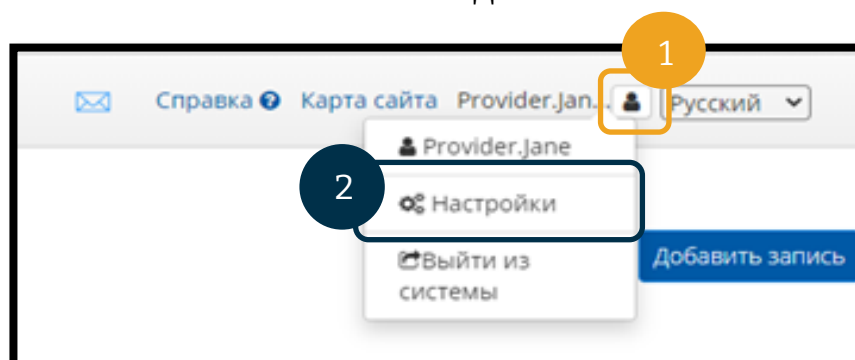 1
Справка Карта сайта Provider.Jan... Русский
Provider.Jane
2
Настройки
Выйти из
системы
Добавить запись